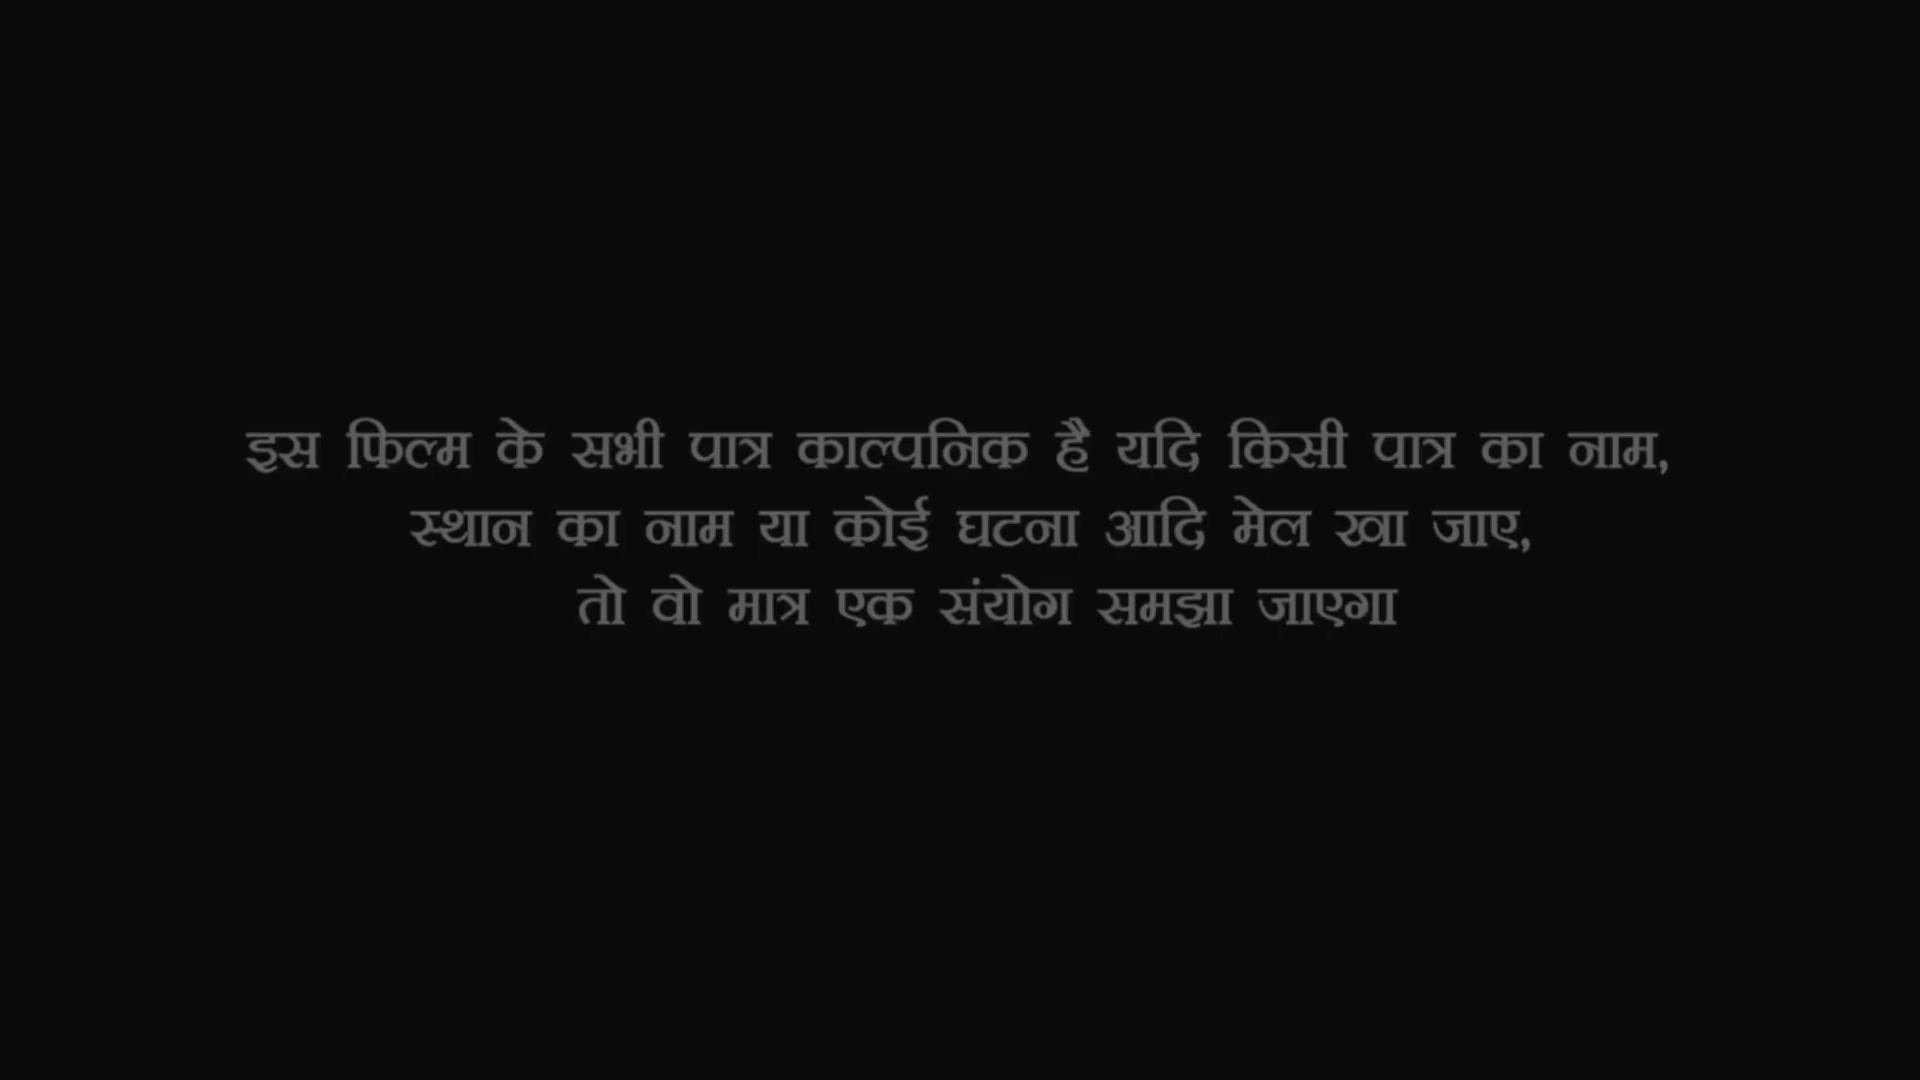 इस फिल्म के सभी पात्र काल्पनिक है यदि किसी पात्र का नाम,
स्थान का नाम या कोई घटना आदि मेल खा जाए,
तो वो मात्र एक संयोग समझा जाएगा